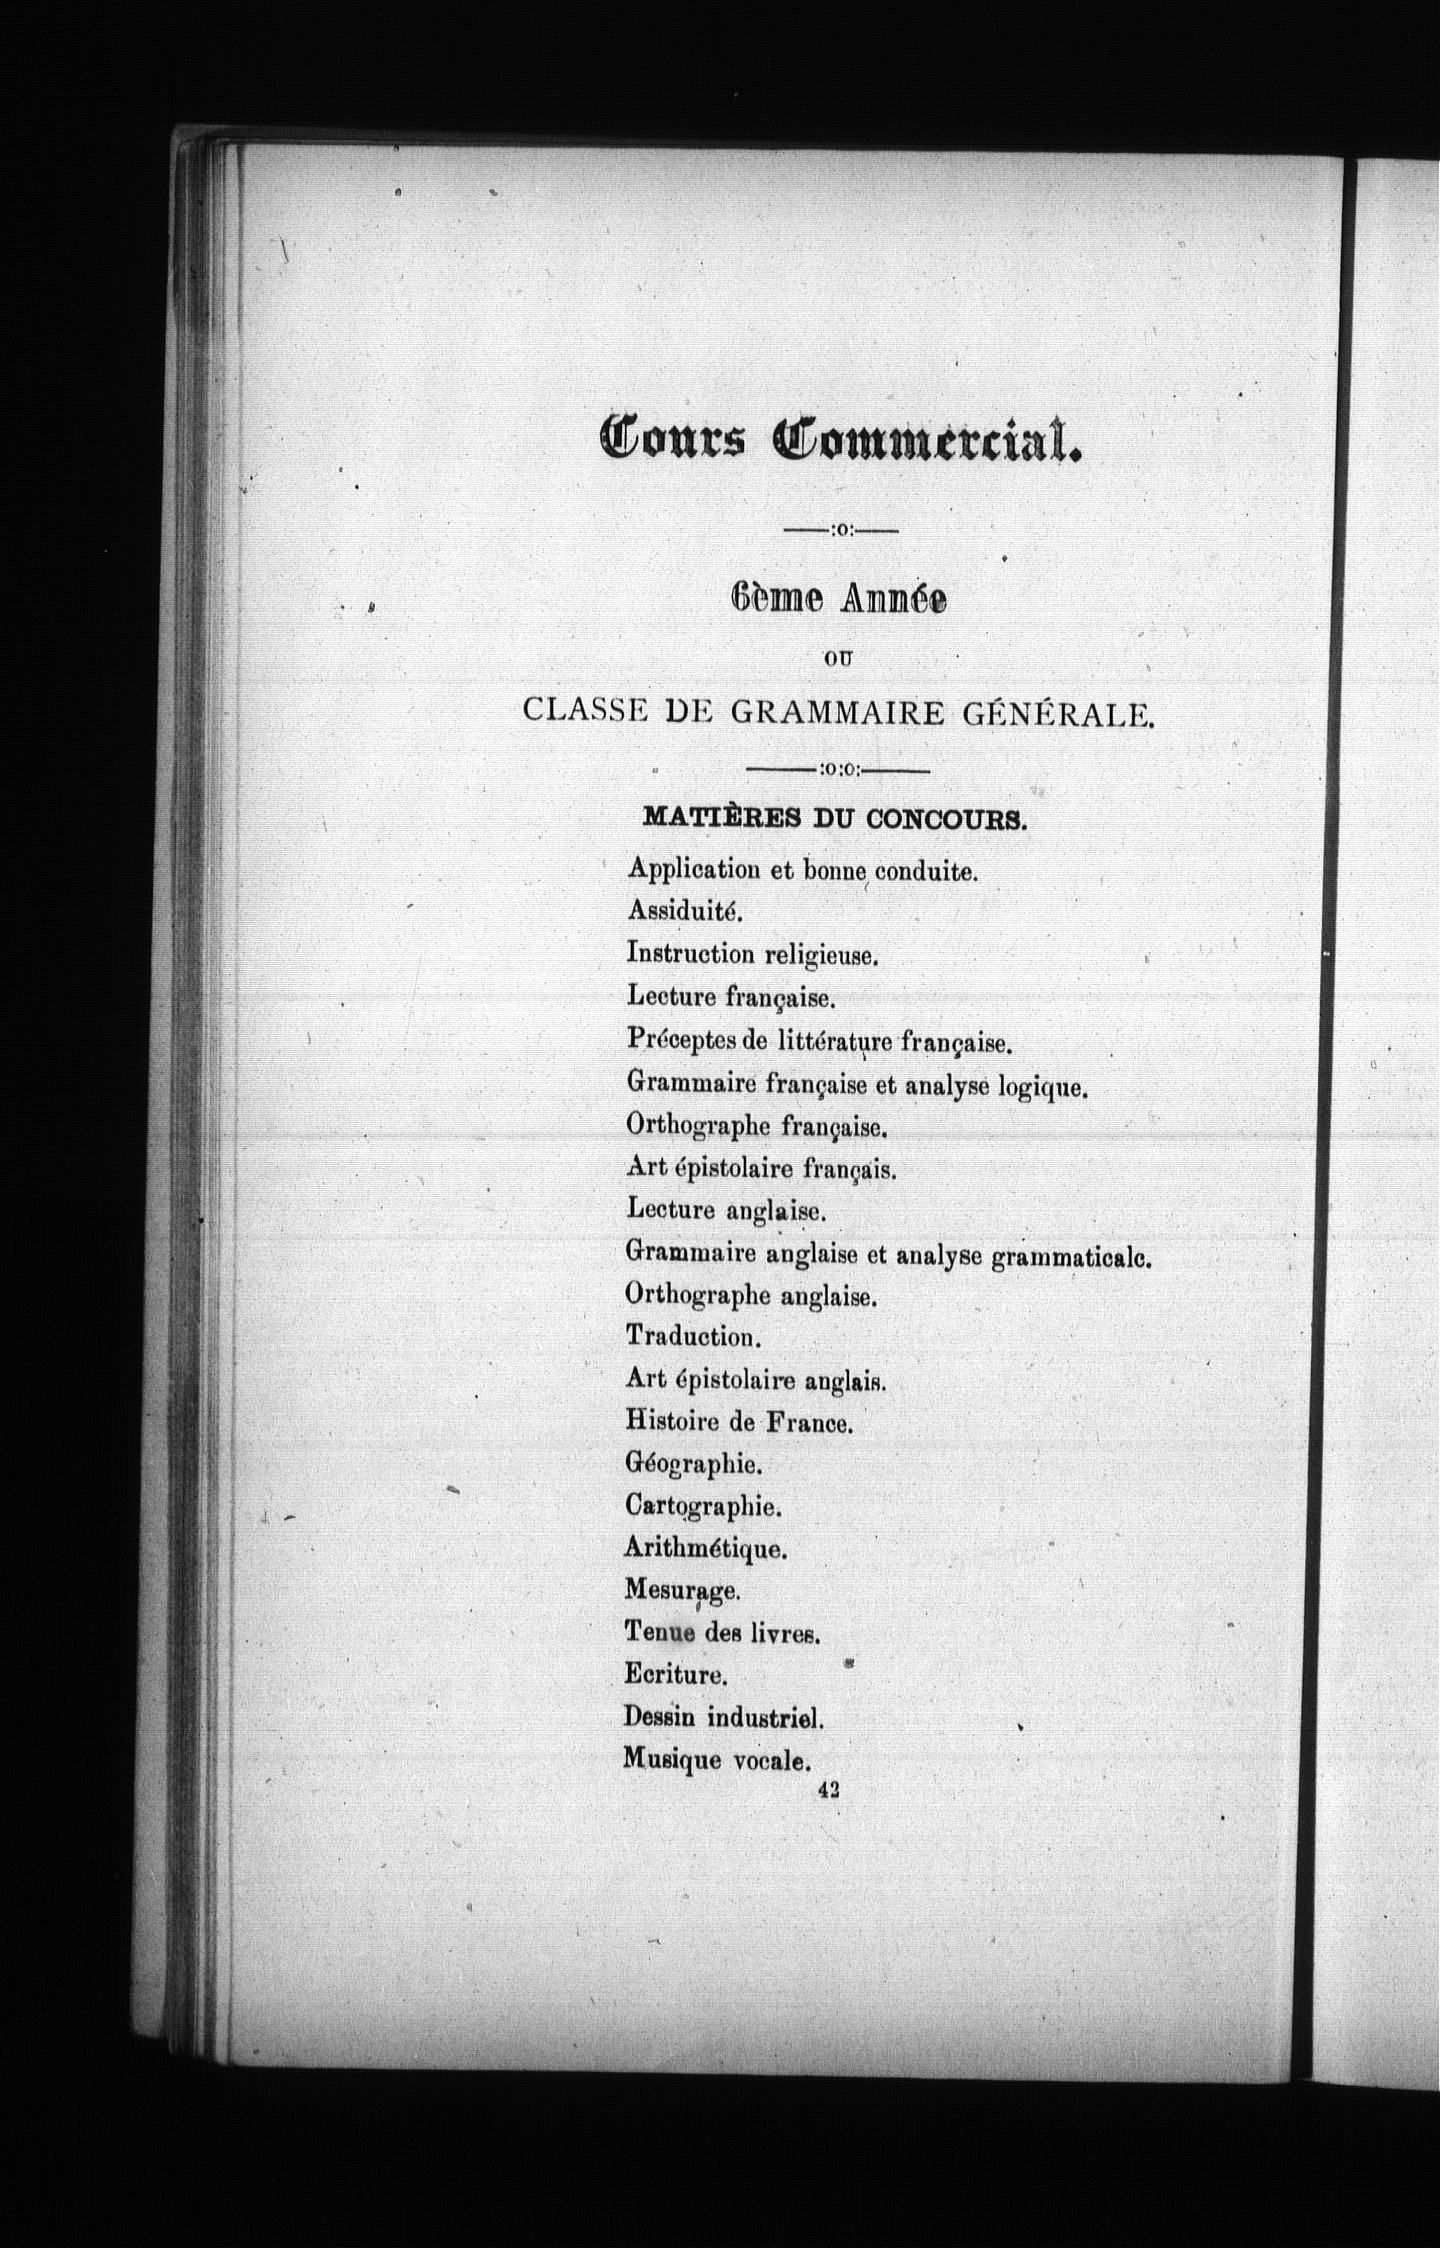 Cours Commercial.
——:o:——
6ème Année
OU
CLASSE DE GRAMMAIRE GÉNÉRALE.
———:o:o:———
MATIÈRES DU CONCOURS.
Application et bonne conduite.
Assiduité.
Instruction religieuse.
Lecture française.
Préceptes de littérature française.
Grammaire française et analyse logique.
Orthographe française.
Art épistolaire français.
Lecture anglaise.
Grammaire anglaise et analyse grammaticale.
Orthographe anglaise.
Traduction.
Art épistolaire anglais.
Histoire de France.
Géographie.
Cartographie.
Arithmétique.
Mesurage.
Tenue des livres.
Ecriture.
Dessin industriel.
Musique vocale.
42